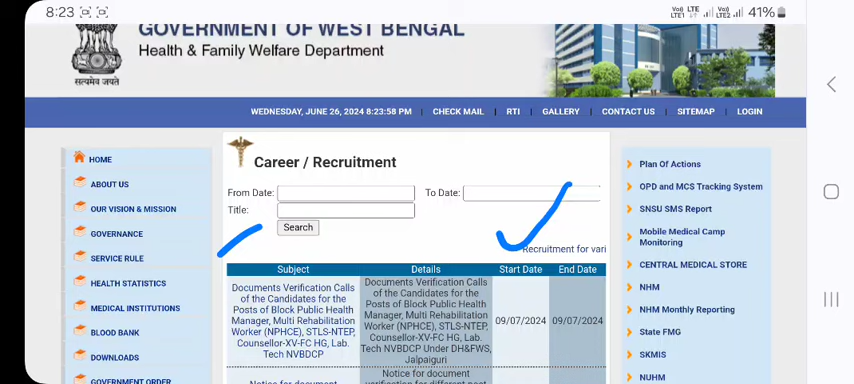 8:23
Vo) LTE1 LTE Vo) LTE2 41%
GOVERNMENT OF WEST BENGAL
Health & Family Welfare Department
सत्यमेव जयते
WEDNESDAY, JUNE 26, 2024 8:23:58 PM | CHECK MAIL | RTI | GALLERY | CONTACT US | SITEMAP | LOGIN
HOME
ABOUT US
OUR VISION & MISSION
GOVERNANCE
SERVICE RULE
HEALTH STATISTICS
MEDICAL INSTITUTIONS
BLOOD BANK
DOWNLOADS
GOVERNMENT ORDER
Career / Recruitment
From Date: To Date:
Title:
Search
Recruitment for vari
Subject Details Start Date End Date
Documents Verification Calls
of the Candidates for the
Posts of Block Public Health
Manager, Multi Rehabilitation
Worker (NPHCE), STLS-NTEP,
Counsellor-XV-FC HG, Lab.
Tech NVBDCP
Documents Verification Calls
of the Candidates for the
Posts of Block Public Health
Manager, Multi Rehabilitation
Worker (NPHCE), STLS-NTEP,
Counsellor-XV-FC HG, Lab.
Tech NVBDCP Under DH&FWS,
Jalpaiguri
09/07/2024 09/07/2024
Notice for document
Notice for document
verification for different post
Plan Of Actions
OPD and MCS Tracking System
SNSU SMS Report
Mobile Medical Camp
Monitoring
CENTRAL MEDICAL STORE
NHM
NHM Monthly Reporting
State FMG
SKMiS
NUHM